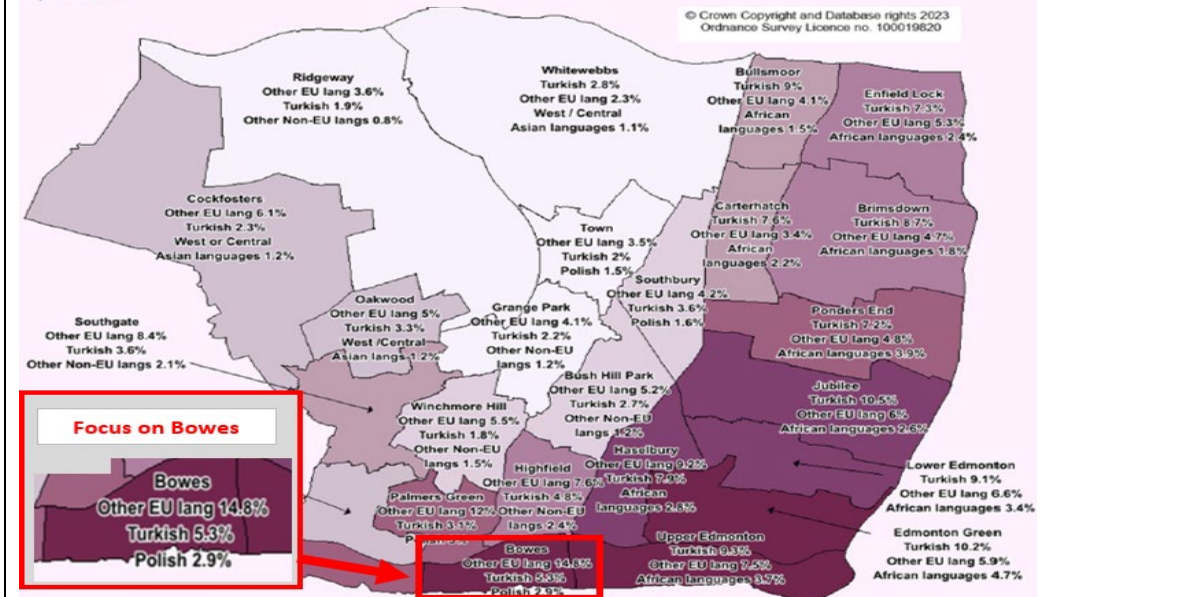 © Crown Copyright and Database rights 2023
Ordnance Survey Licence no. 100019820
Ridgeway
Other EU lang 3.6%
Turkish 1.9%
Other Non-EU langs 0.8%
Whitewebbs
Turkish 2.8%
Other EU lang 2.3%
West / Central
Asian languages 1.1%
Bullsmoor
Turkish 9%
Other EU lang 4.1%
African
languages 1.5%
Enfield Lock
Turkish 7.3%
Other EU lang 5.3%
African languages 2.4%
Cockfosters
Other EU lang 6.1%
Turkish 2.3%
West or Central
Asian languages 1.2%
Town
Other EU lang 3.5%
Turkish 2%
Polish 1.5%
Carterhatch
Turkish 7.6%
Other EU lang 3.4%
African
languages 2.2%
Brimsdown
Turkish 8.7%
Other EU lang 4.7%
African languages 1.8%
Southbury
Other EU lang 4.2%
Turkish 3.6%
Polish 1.6%
Oakwood
Other EU lang 5%
Turkish 3.3%
West /Central
Asian langs 1.2%
Grange Park
Other EU lang 4.1%
Turkish 2.2%
Other Non-EU
langs 1.2%
Ponders End
Turkish 7.2%
Other EU lang 4.8%
African languages 3.9%
Southgate
Other EU lang 8.4%
Turkish 3.6%
Other Non-EU langs 2.1%
Bush Hill Park
Other EU lang 5.2%
Turkish 2.7%
Other Non-EU
langs 1.2%
Jubilee
Turkish 10.5%
Other EU lang 6%
African languages 2.6%
Winchmore Hill
Other EU lang 5.5%
Turkish 1.8%
Other Non-EU
langs 1.5%
Focus on Bowes
Bowes
Other EU lang 14.8%
Turkish 5.3%
Polish 2.9%
Highfield
Other EU lang 7.6%
Turkish 4.8%
Other Non-EU
langs 2.4%
Haselbury
Other EU lang 9.2%
Turkish 7.9%
African
languages 2.8%
Lower Edmonton
Turkish 9.1%
Other EU lang 6.6%
African languages 3.4%
Palmers Green
Other EU lang 12%
Turkish 3.1%
Edmonton Green
Turkish 10.2%
Other EU lang 5.9%
African languages 4.7%
Upper Edmonton
Turkish 9.3%
Other EU lang 7.5%
African languages 3.7%
Bowes
Other EU lang 14.8%
Turkish 5.3%
Polish 2.9%